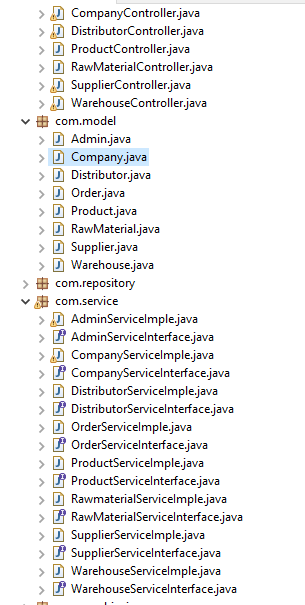 CompanyController.java
DistributorController.java
ProductController.java
RawMaterialController.java
SupplierController.java
WarehouseController.java
com.model
Admin.java
Company.java
Distributor.java
Order.java
Product.java
RawMaterial.java
Supplier.java
Warehouse.java
com.repository
com.service
AdminServiceImple.java
AdminServiceInterface.java
CompanyServiceImple.java
CompanyServiceInterface.java
DistributorServiceImple.java
DistributorServiceInterface.java
OrderServiceImple.java
OrderServiceInterface.java
ProductServiceImple.java
ProductServiceInterface.java
RawmaterialServiceImple.java
RawMaterialServiceInterface.java
SupplierServiceImple.java
SupplierServiceInterface.java
WarehouseServiceImple.java
WarehouseServiceInterface.java